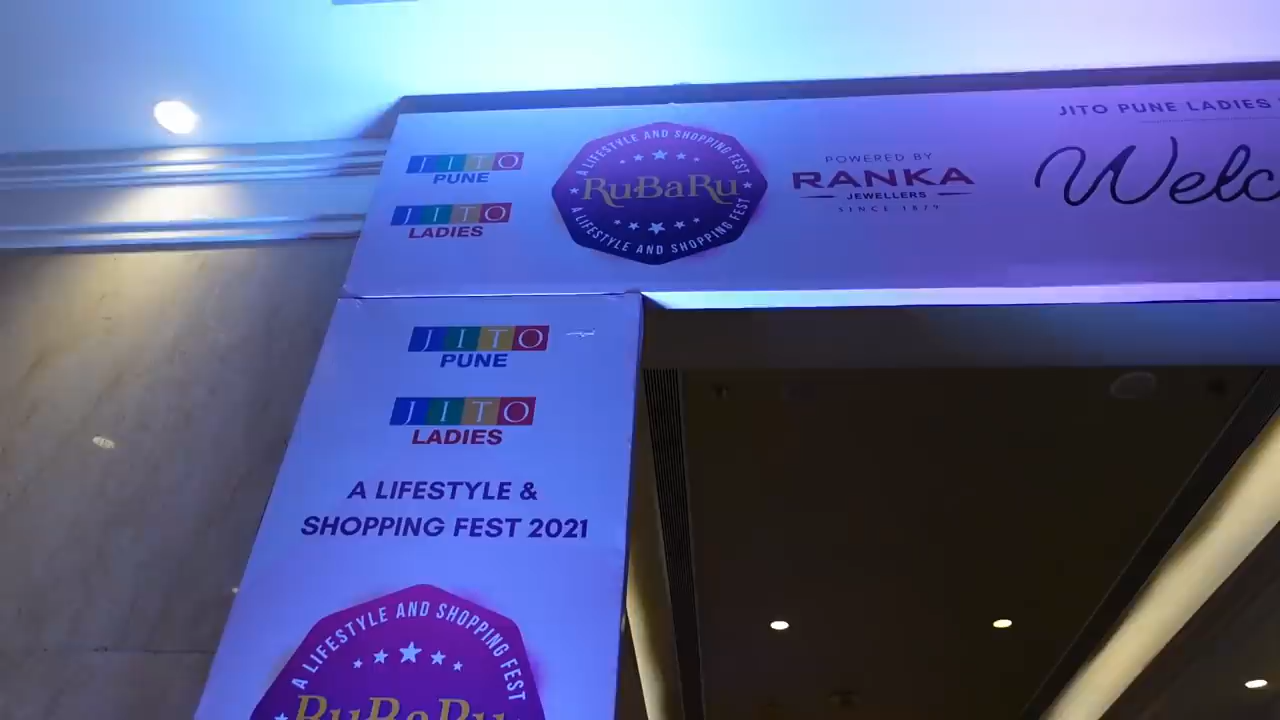 JITO
PUNE
JITO
LADIES
A LIFESTYLE AND SHOPPING FEST
RuBaRu
A LIFESTYLE AND SHOPPING FEST
POWERED BY
RANKA
JEWELLERS
SINCE 1879
JITO PUNE LADIES
Welc
JITO
PUNE
JITO
LADIES
A LIFESTYLE &
SHOPPING FEST 2021
A LIFESTYLE AND SHOPPING FEST
RuBaRu